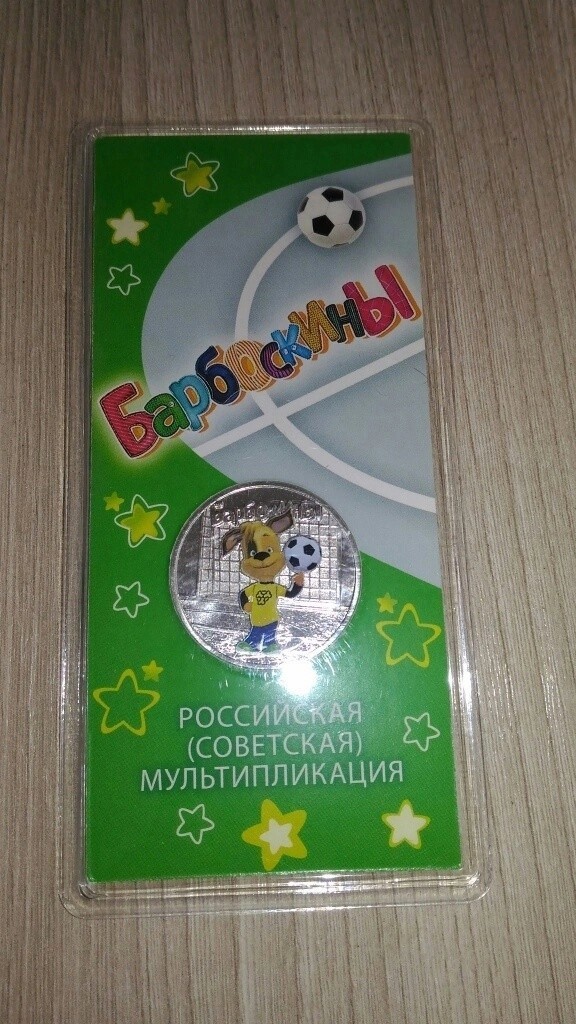 Барбоскины
Барбоскины
РОССИЙСКАЯ
(СОВЕТСКАЯ)
МУЛЬТИПЛИКАЦИЯ